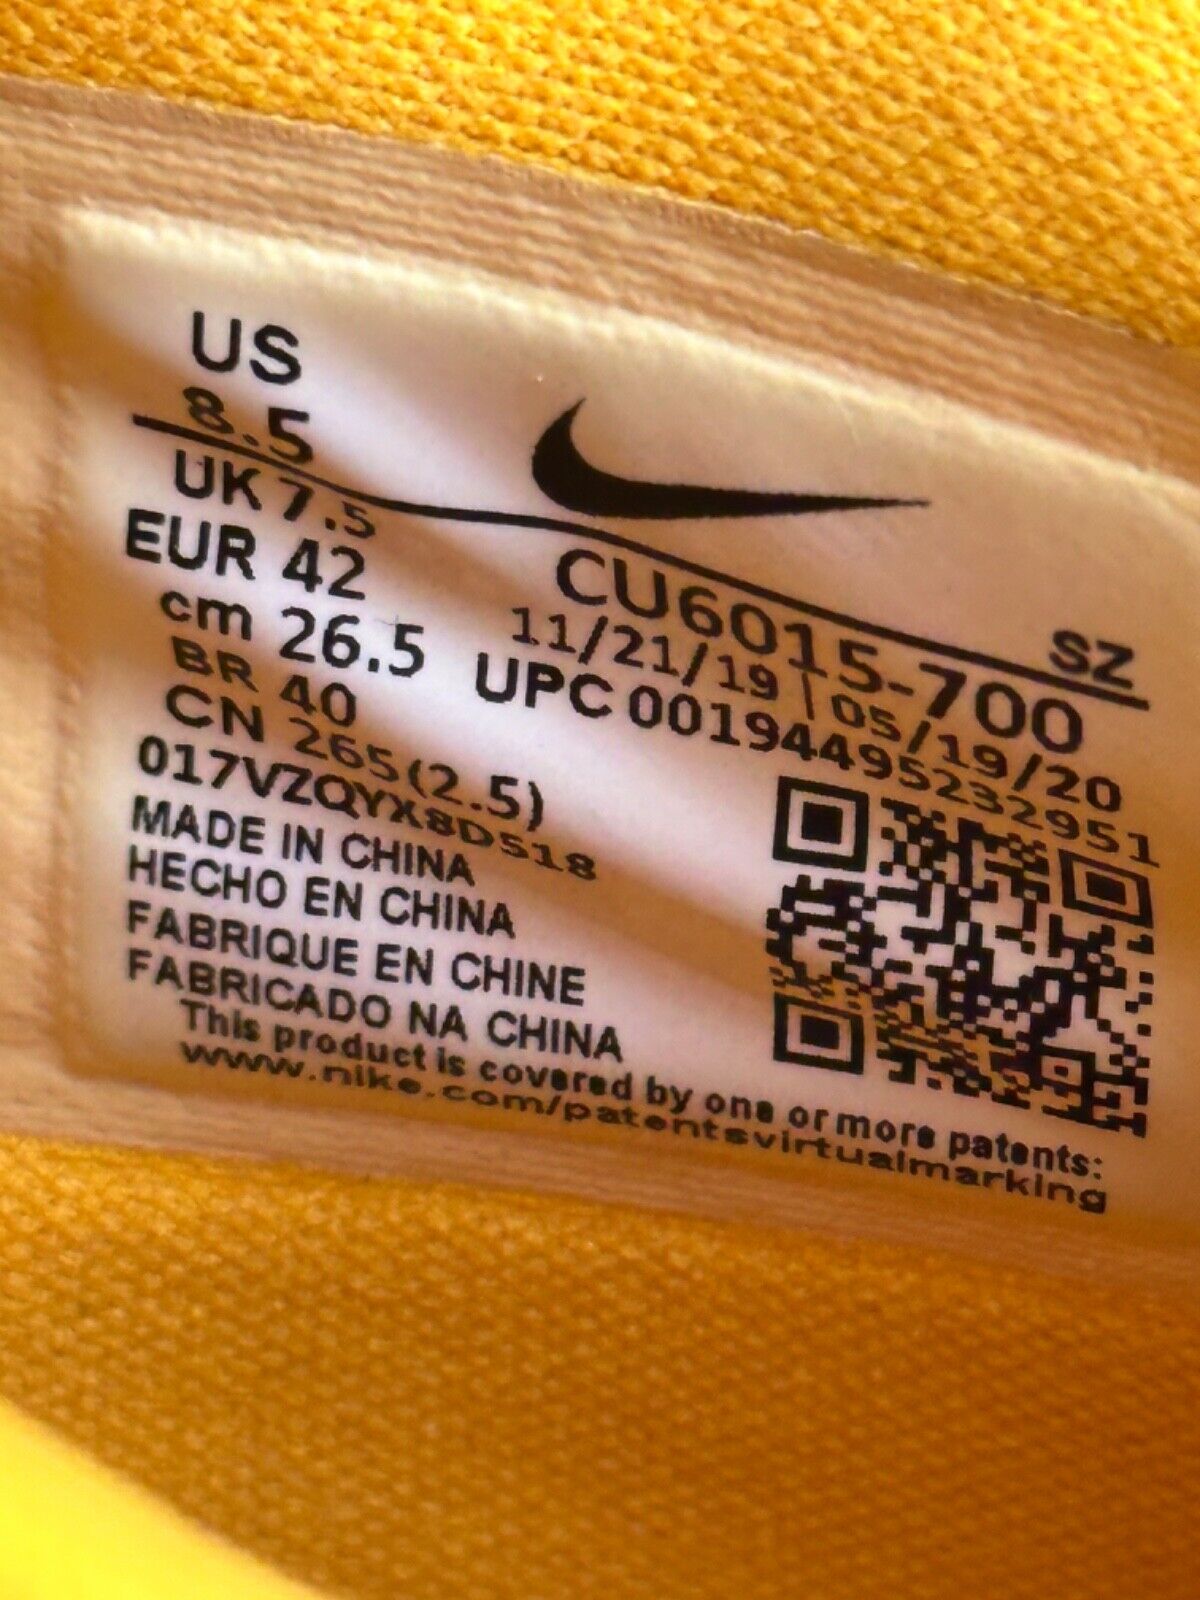 US
8.5
UK 7.5
EUR 42
cm 26.5
BR 40
CN 265(2.5)
SZ
CU6015-700
11/21/19 | 05/19/20
UPC 00194495232951
017VZQYX8D518
MADE IN CHINA
HECHO EN CHINA
FABRIQUE EN CHINE
FABRICADO NA CHINA
This product is covered by one or more patents:
www.nike.com/patentsvirtualmarking